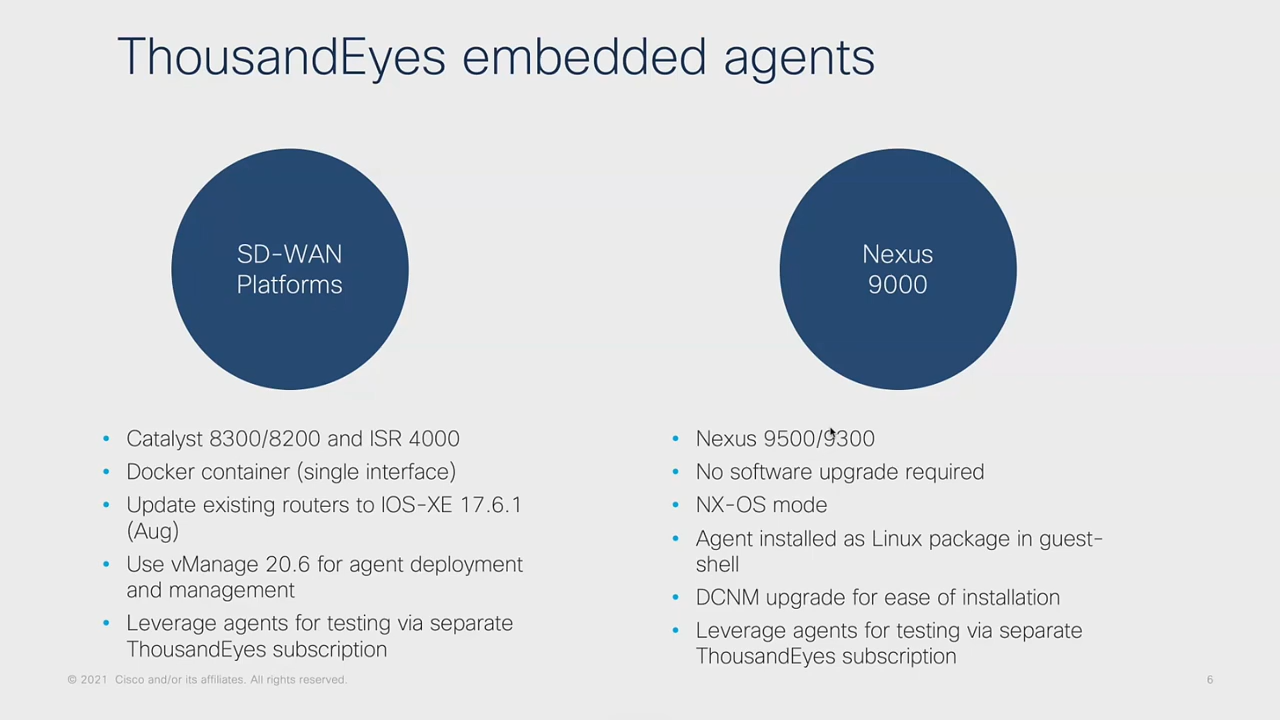 ThousandEyes embedded agents
SD-WAN
Platforms
• Catalyst 8300/8200 and ISR 4000
• Docker container (single interface)
• Update existing routers to IOS-XE 17.6.1
(Aug)
• Use vManage 20.6 for agent deployment
and management
• Leverage agents for testing via separate
ThousandEyes subscription
Nexus
9000
• Nexus 9500/9300
• No software upgrade required
• NX-OS mode
• Agent installed as Linux package in guest-
shell
• DCNM upgrade for ease of installation
• Leverage agents for testing via separate
ThousandEyes subscription
© 2021 Cisco and/or its affiliates. All rights reserved.
6